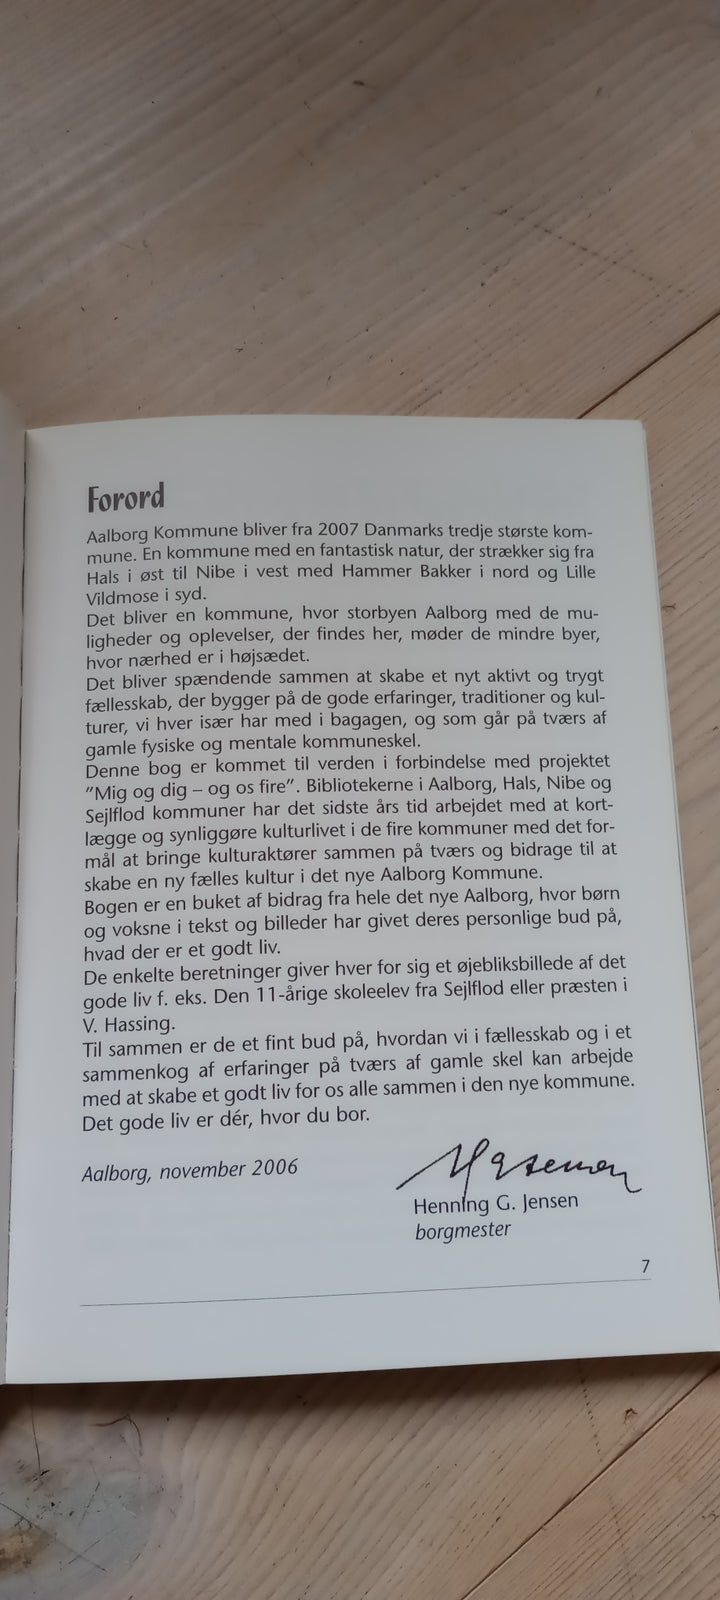 Forord
Aalborg Kommune bliver fra 2007 Danmarks tredje største kom-
mune. En kommune med en fantastisk natur, der strækker sig fra
Hals i øst til Nibe i vest med Hammer Bakker i nord og Lille
Vildmose i syd.
Det bliver en kommune, hvor storbyen Aalborg med de mu-
ligheder og oplevelser, der findes her, møder de mindre byer,
hvor nærhed er i højsædet.
Det bliver spændende sammen at skabe et nyt aktivt og trygt
fællesskab, der bygger på de gode erfaringer, traditioner og kul-
turer, vi hver især har med i bagagen, og som går på tværs af
gamle fysiske og mentale kommuneskel.
Denne bog er kommet til verden i forbindelse med projektet
”Mig og dig – og os fire”. Bibliotekerne i Aalborg, Hals, Nibe og
Sejlflod kommuner har det sidste års tid arbejdet med at kort-
lægge og synliggøre kulturlivet i de fire kommuner med det for-
mål at bringe kulturaktører sammen på tværs og bidrage til at
skabe en ny fælles kultur i det nye Aalborg Kommune.
Bogen er en buket af bidrag fra hele det nye Aalborg, hvor børn
og voksne i tekst og billeder har givet deres personlige bud på,
hvad der er et godt liv.
De enkelte beretninger giver hver for sig et øjebliksbillede af det
gode liv f. eks. Den 11-årige skoleelev fra Sejlflod eller præsten i
V. Hassing.
Til sammen er de et fint bud på, hvordan vi i fællesskab og i et
sammenkog af erfaringer på tværs af gamle skel kan arbejde
med at skabe et godt liv for os alle sammen i den nye kommune.
Det gode liv er dér, hvor du bor.
Aalborg, november 2006
Henning G. Jensen
borgmester
7